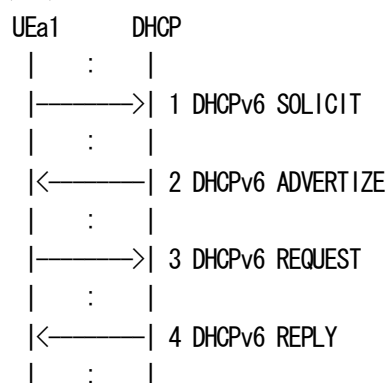 UEa1 DHCP
| : |
|------->| 1 DHCPv6 SOLICIT
| : |
|<-------| 2 DHCPv6 ADVERTIZE
| : |
|------->| 3 DHCPv6 REQUEST
| : |
|<-------| 4 DHCPv6 REPLY
| : |